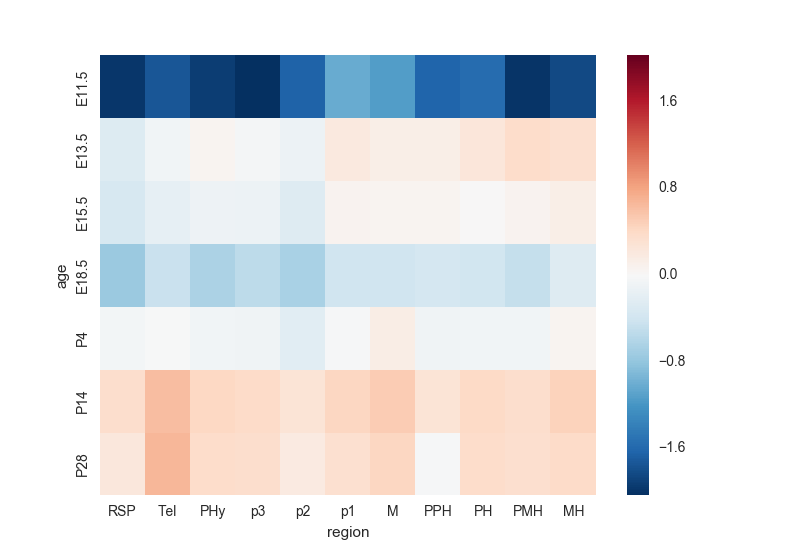 E11.5
E13.5
E15.5
E18.5
P4
P14
P28
age
RSP Tel PHy p3 p2 p1 M PPH PH PMH MH
region
1.6
0.8
0.0
−0.8
−1.6